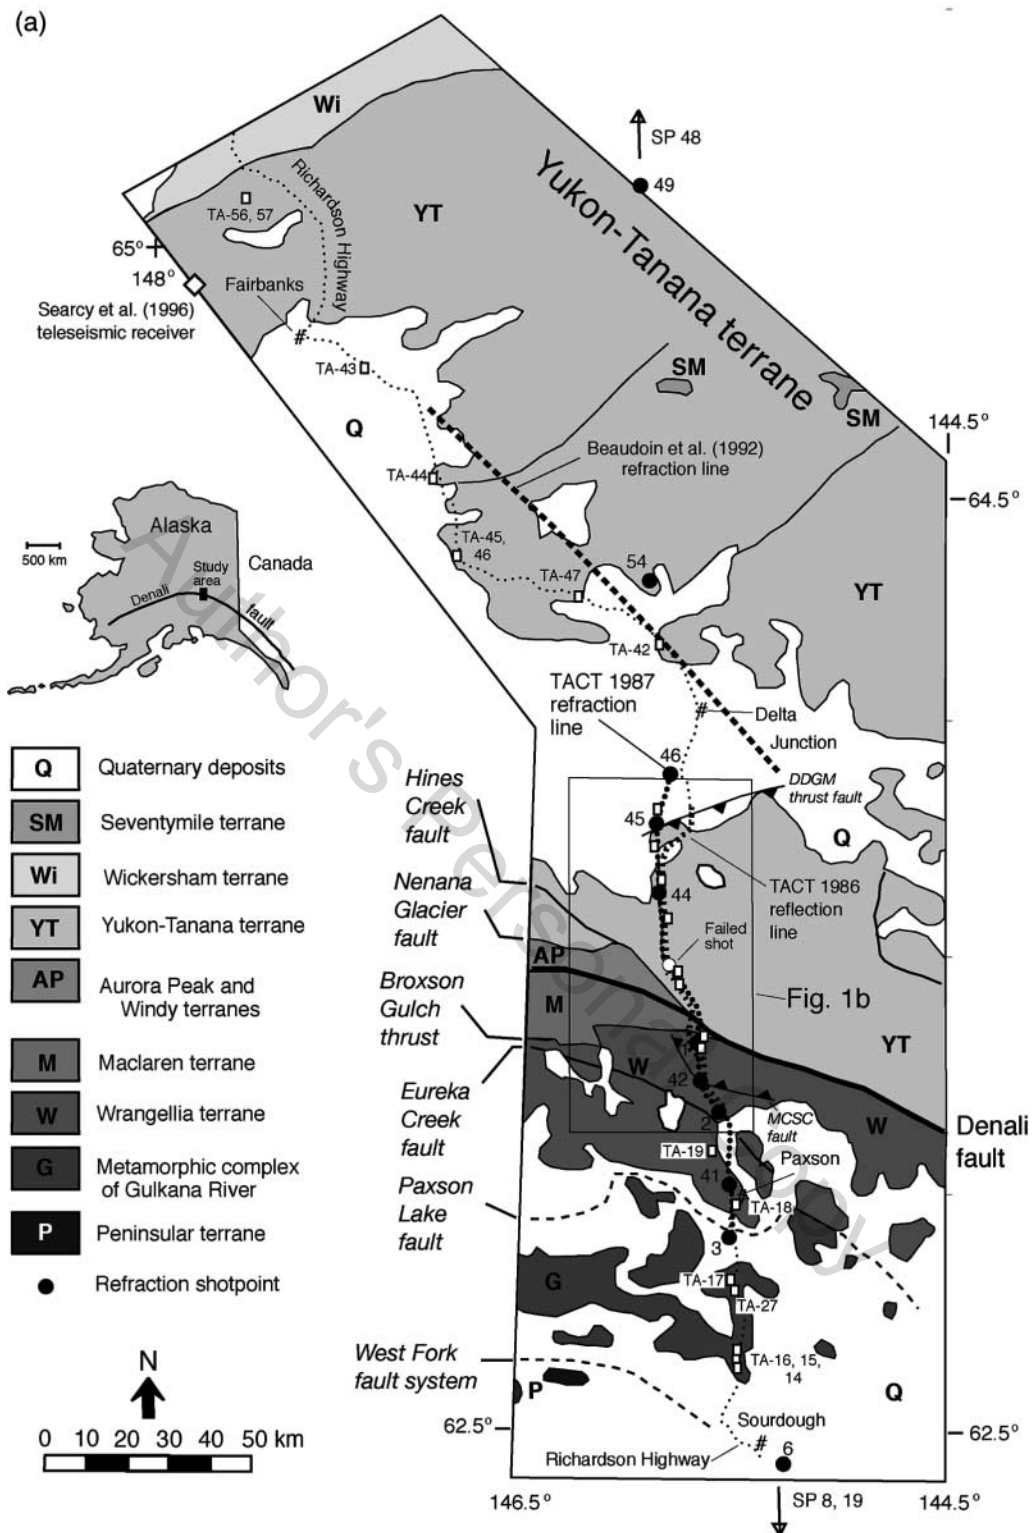 (a)
Wi
SP 48
49
Yukon-Tanana terrane
Richardson Highway
TA-56, 57
YT
65°
148°
Searcy et al. (1996)
teleseismic receiver
Fairbanks
#
TA-43
SM
SM
144.5°
Q
Beaudoin et al. (1992)
refraction line
TA-44
64.5°
Alaska
500 km
Canada
Study
area
Denali
fault
TA-45,
46
TA-47
54
YT
TA-42
TACT 1987
refraction
line
#
Delta
Junction
46
DDGM
thrust fault
45
Q
Hines
Creek
fault
44
TACT 1986
reflection
line
Nenana
Glacier
fault
Failed
shot
AP
Fig. 1b
Broxson
Gulch
thrust
M
YT
W
42
Eureka
Creek
fault
2
MCSC
fault
W
Denali
fault
TA-19
Paxson
41
#
TA-18
Paxson
Lake
fault
3
G
TA-17
TA-27
West Fork
fault system
TA-16, 15,
14
P
Q
62.5°
Sourdough
#
6
62.5°
Richardson Highway
146.5°
SP 8, 19
144.5°
Q Quaternary deposits
SM Seventymile terrane
Wi Wickersham terrane
YT Yukon-Tanana terrane
AP Aurora Peak and
Windy terranes
M Maclaren terrane
W Wrangellia terrane
G Metamorphic complex
of Gulkana River
P Peninsular terrane
Refraction shotpoint
N
0 10 20 30 40 50 km
Author's Personal Copy